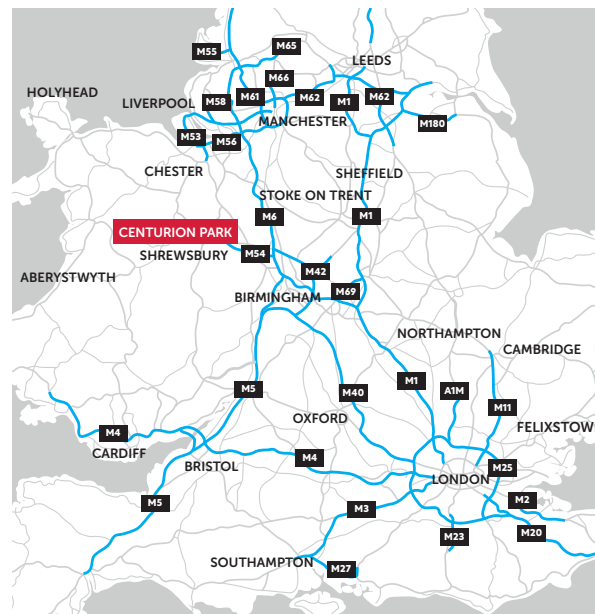 M65
M55
LEEDS
M66
HOLYHEAD
M58
M61
M62
M1
M62
LIVERPOOL
MANCHESTER
M180
M53
M56
CHESTER
SHEFFIELD
STOKE ON TRENT
M6
M1
CENTURION PARK
SHREWSBURY
M54
M42
ABERYSTWYTH
M69
BIRMINGHAM
NORTHAMPTON
CAMBRIDGE
M5
M40
M1
A1M
M11
OXFORD
FELIXSTOW
M4
CARDIFF
BRISTOL
M4
M25
LONDON
M5
M3
M2
M23
M20
SOUTHAMPTON
M27